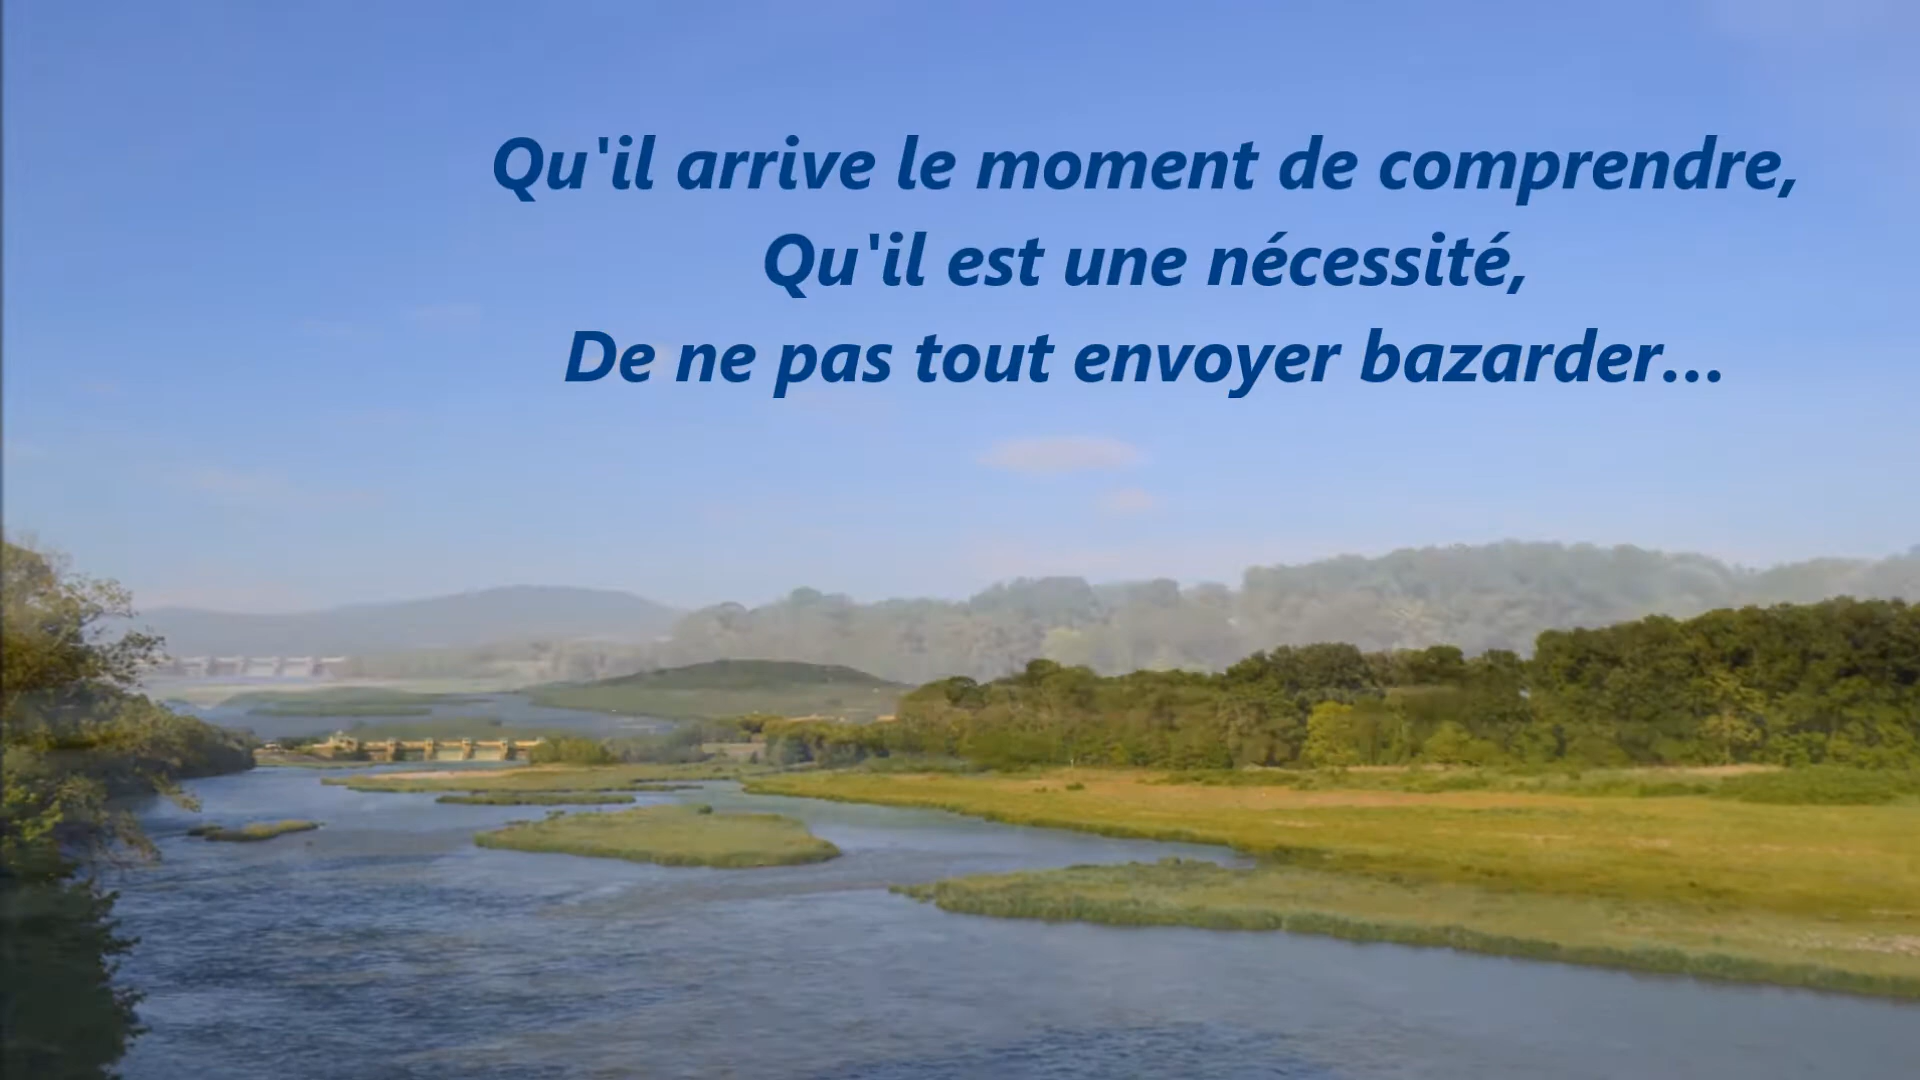 Qu'il arrive le moment de comprendre,
Qu'il est une nécessité,
De ne pas tout envoyer bazarder...